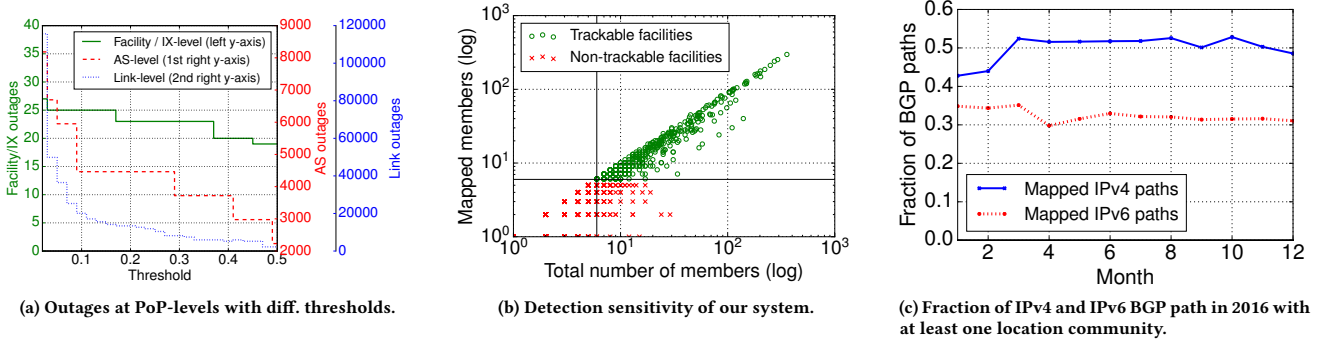 40
35
30
25
20
15
10
5
0
Facility/IX outages
Facility / IX-level (left y-axis)
AS-level (1st right y-axis)
Link-level (2nd right y-axis)
0.1 0.2 0.3 0.4 0.5
Threshold
9000
8000
7000
6000
5000
4000
3000
2000
AS outages
120000
100000
80000
60000
40000
20000
0
Link outages
(a) Outages at PoP-levels with diff. thresholds.
10^3
10^2
10^1
10^0
Mapped members (log)
Trackable facilities
Non-trackable facilities
10^0 10^1 10^2 10^3
Total number of members (log)
(b) Detection sensitivity of our system.
0.6
0.5
0.4
0.3
0.2
0.1
0.0
Fraction of BGP paths
Mapped IPv4 paths
Mapped IPv6 paths
2 4 6 8 10 12
Month
(c) Fraction of IPv4 and IPv6 BGP path in 2016 with
at least one location community.